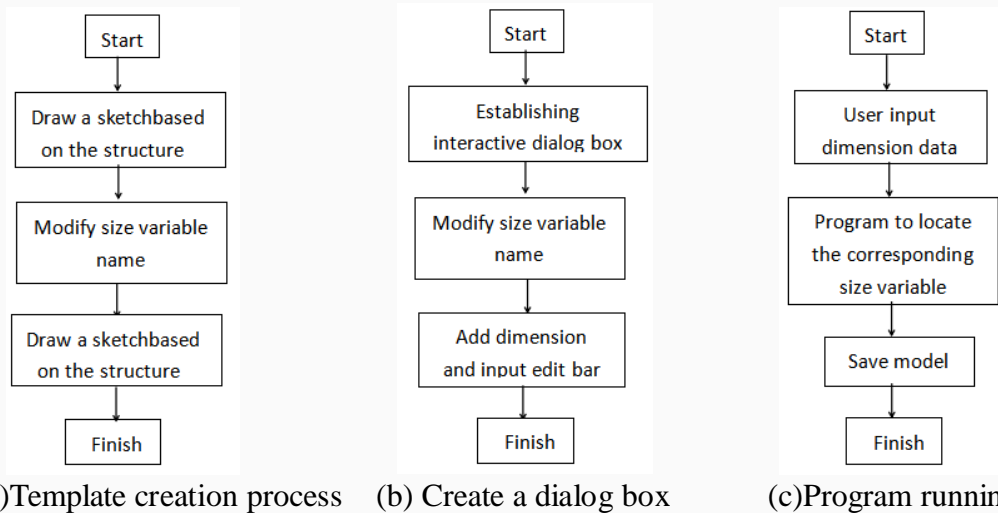 Start
Draw a sketchbased
on the structure
Modify size variable
name
Draw a sketchbased
on the structure
Finish
Start
Establishing
interactive dialog box
Modify size variable
name
Add dimension
and input edit bar
Finish
Start
User input
dimension data
Program to locate
the corresponding
size variable
Save model
Finish
)Template creation process
(b) Create a dialog box
(c)Program runnin